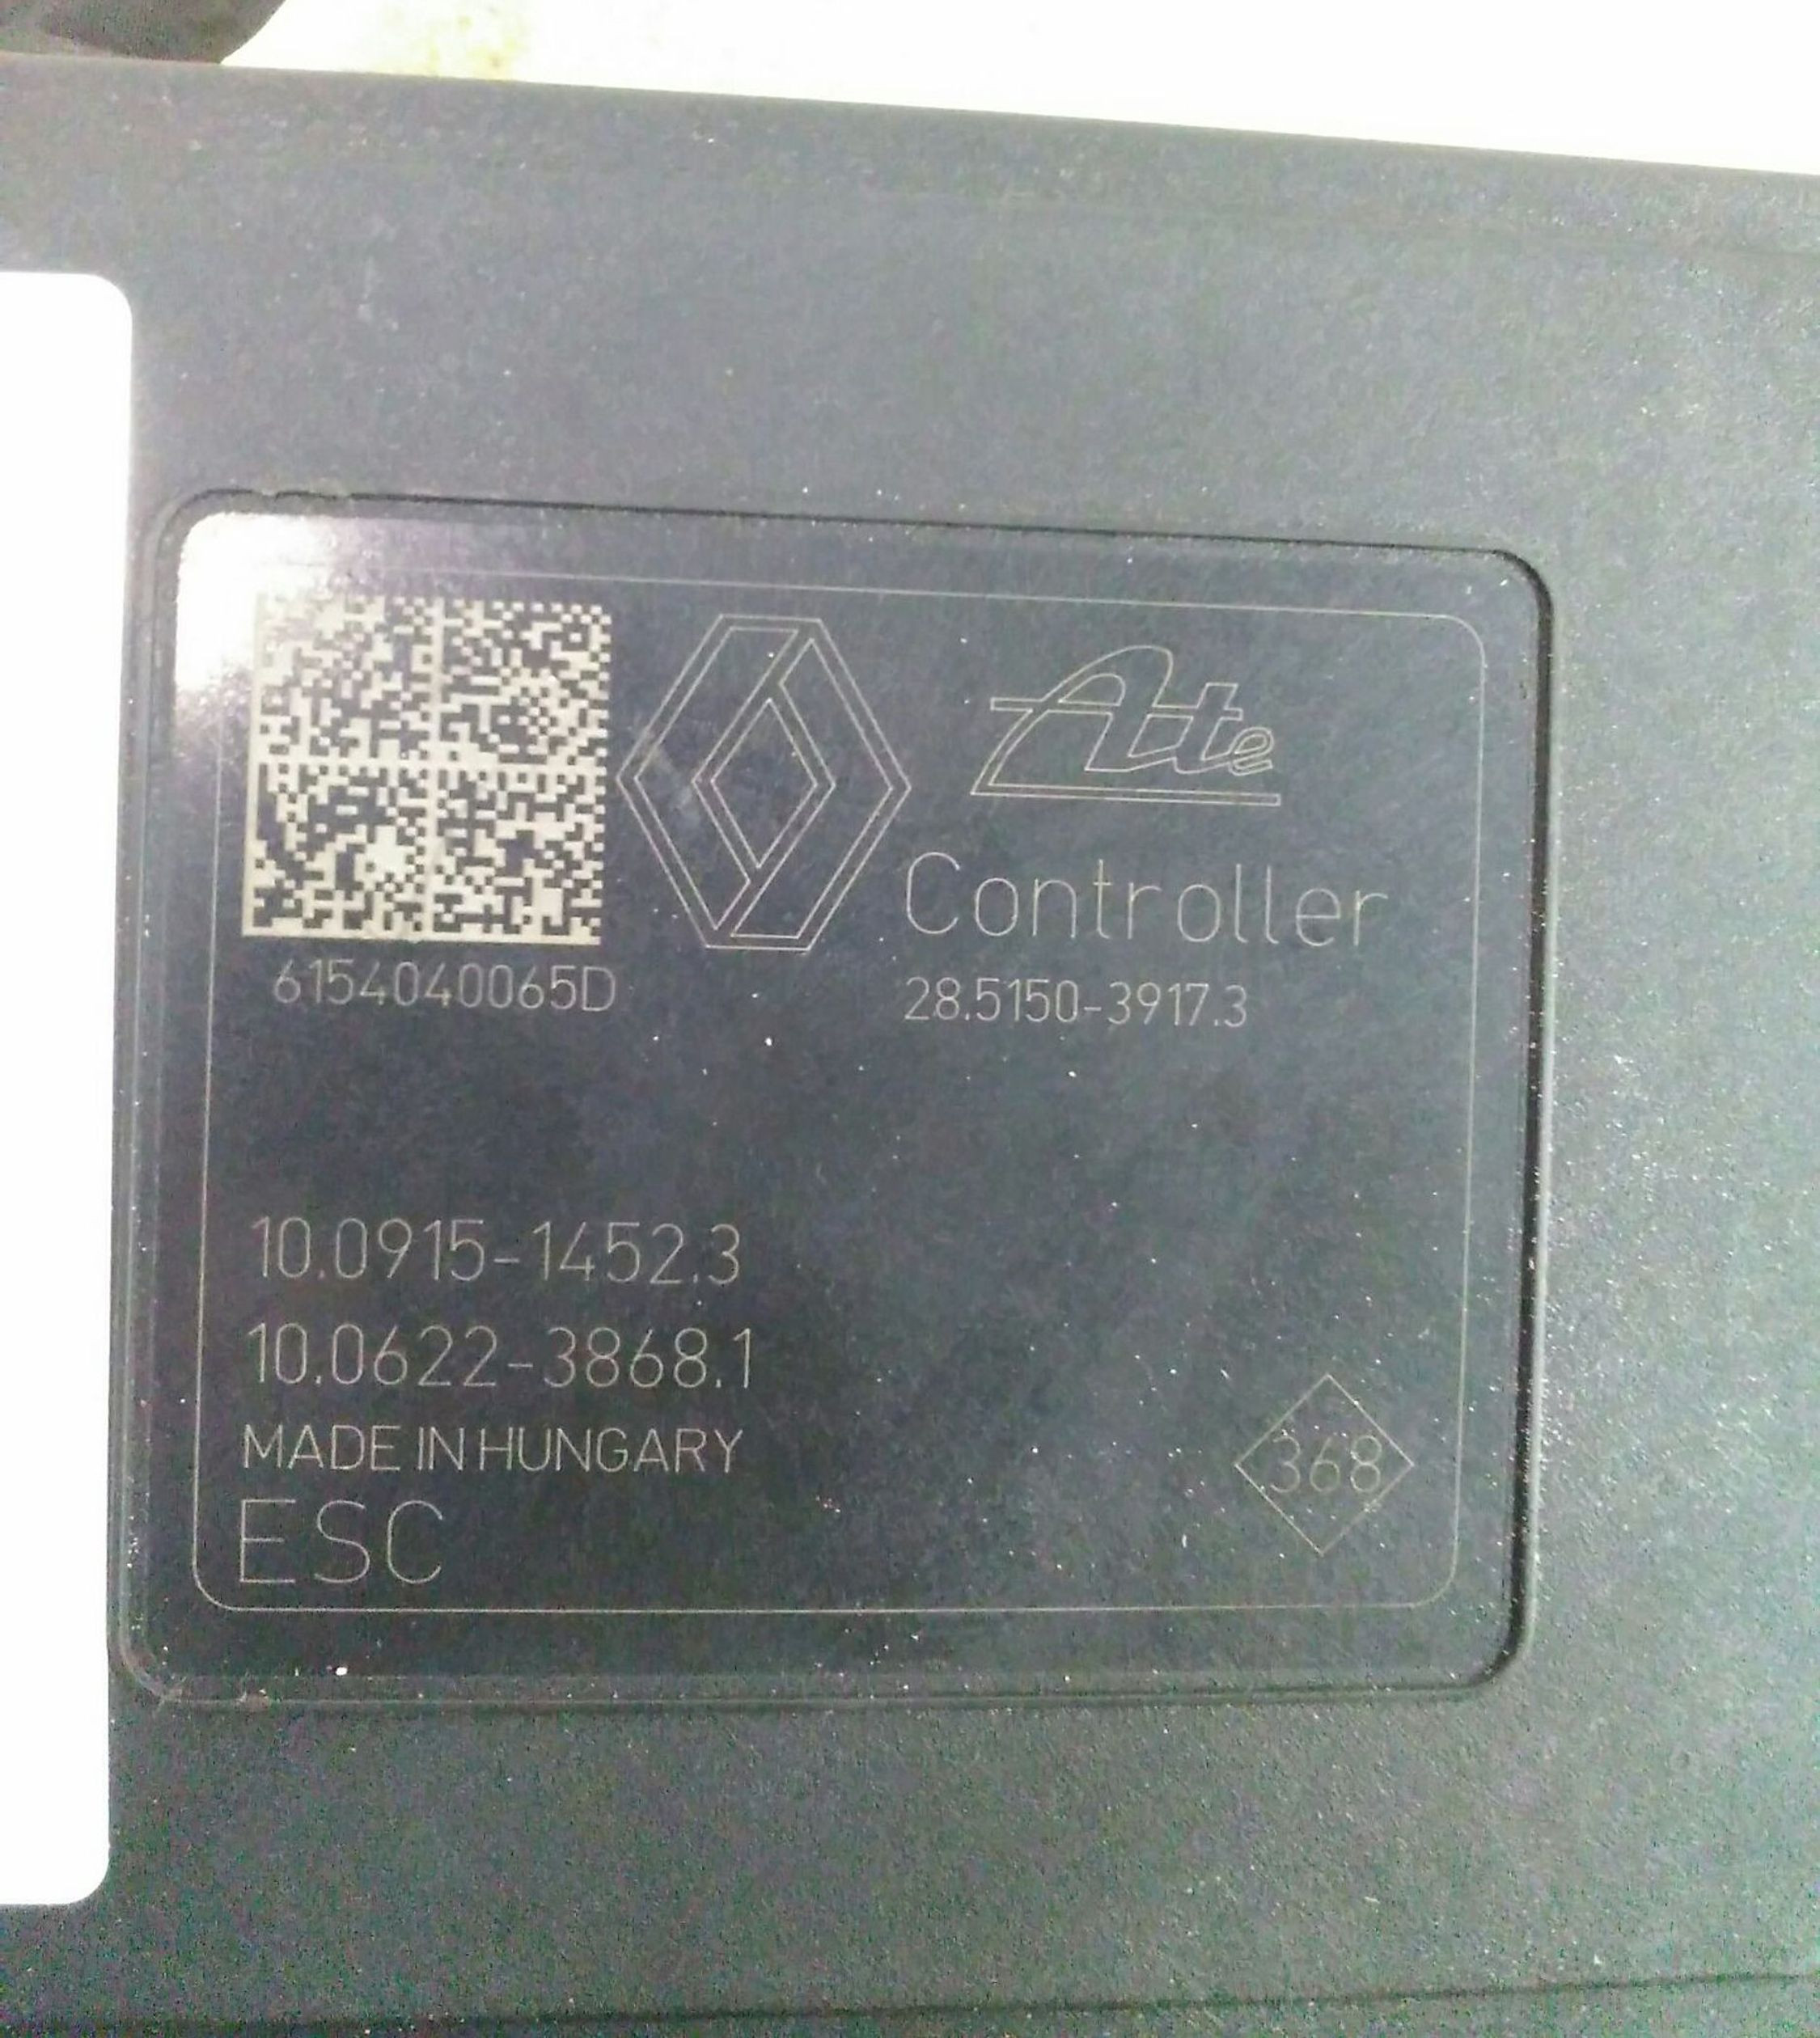 Ate
Controller
6154040065D
28.5150-3917.3
10.0915-1452.3
10.0622-3868.1
MADE IN HUNGARY
368
ESC